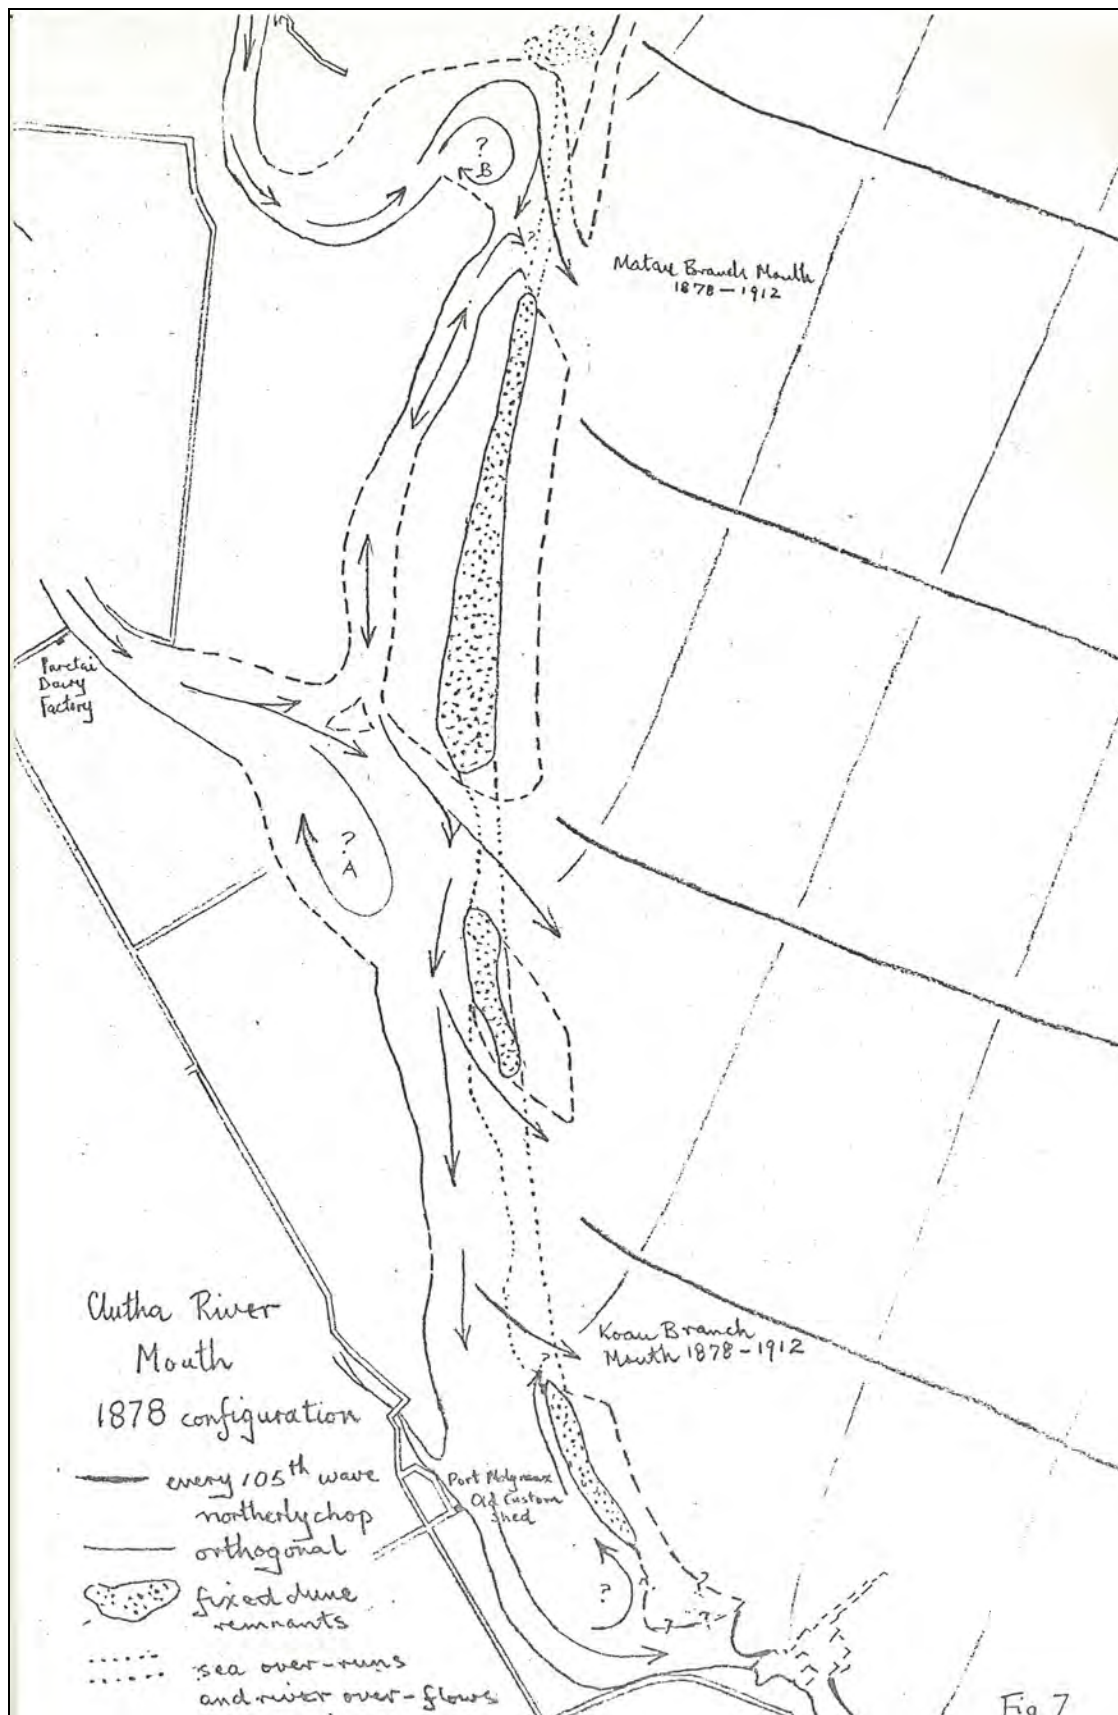 ?
B
Matau Branch Mouth
1878 – 1912
?
Paretai
Dairy
Factory
?
A
Koau Branch
Mouth 1878 – 1912
?
Clutha River
Mouth
1878 configuration
every 105th wave
northerly chop
orthogonal
fixed dune
remnants
sea over-runs
and river over-flows
Port Molyneux
Old Custom
Shed
?
?
?
?
?
Fig 7